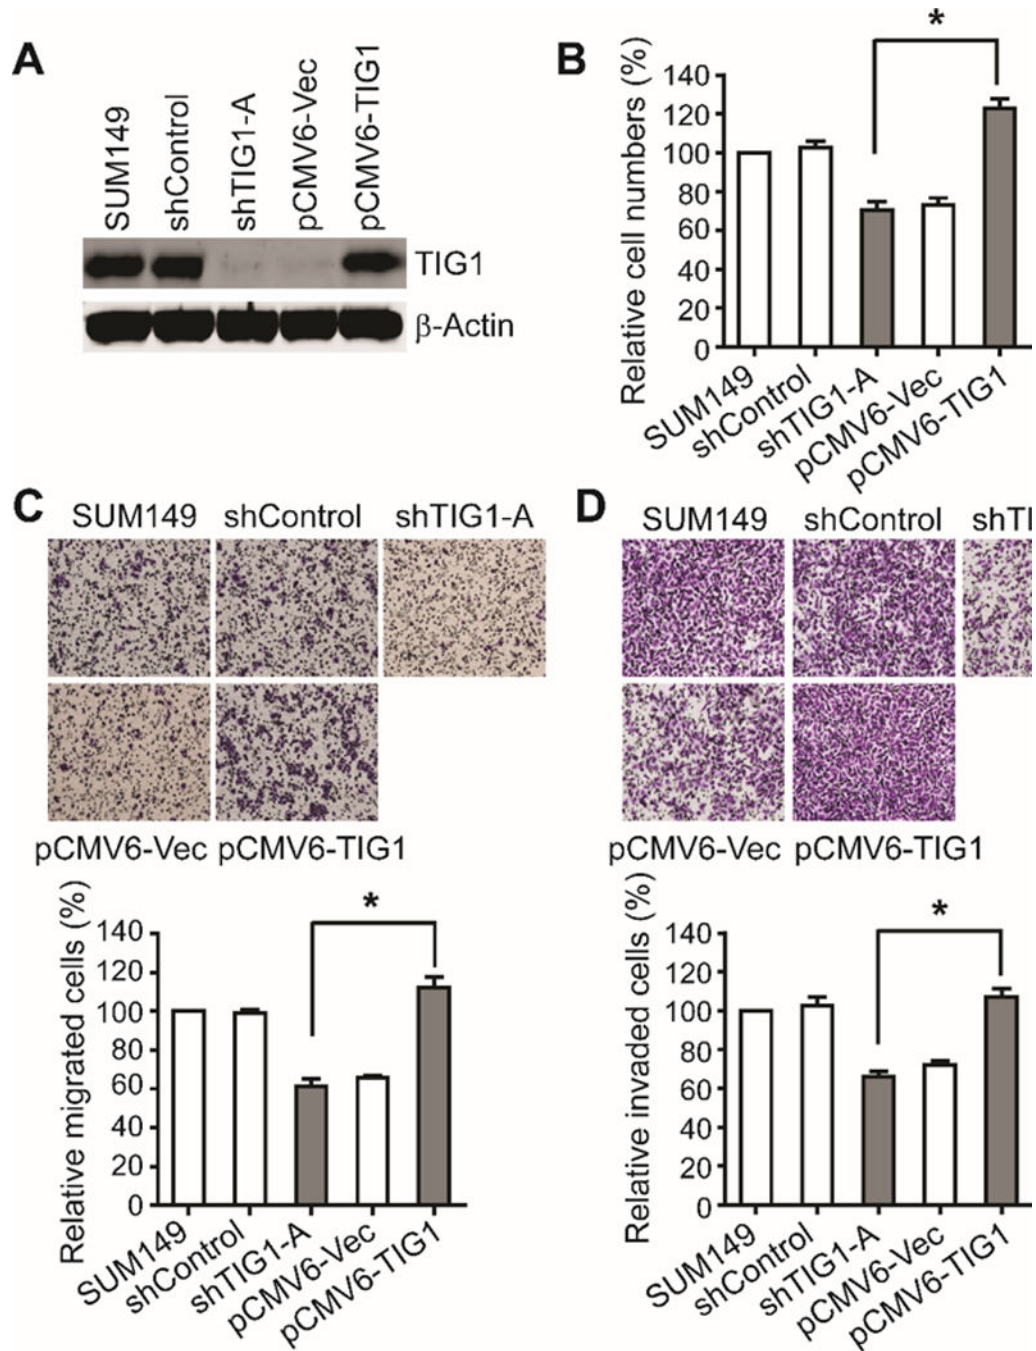 A
SUM149
shControl
shTIG1-A
pCMV6-Vec
pCMV6-TIG1
TIG1
β-Actin
B
*
Relative cell numbers (%)
140
120
100
80
60
40
20
0
SUM149
shControl
shTIG1-A
pCMV6-Vec
pCMV6-TIG1
C
SUM149 shControl shTIG1-A
pCMV6-Vec pCMV6-TIG1
*
Relative migrated cells (%)
140
120
100
80
60
40
20
0
SUM149
shControl
shTIG1-A
pCMV6-Vec
pCMV6-TIG1
D
SUM149 shControl shTI
pCMV6-Vec pCMV6-TIG1
*
Relative invaded cells (%)
140
120
100
80
60
40
20
0
SUM149
shControl
shTIG1-A
pCMV6-Vec
pCMV6-TIG1